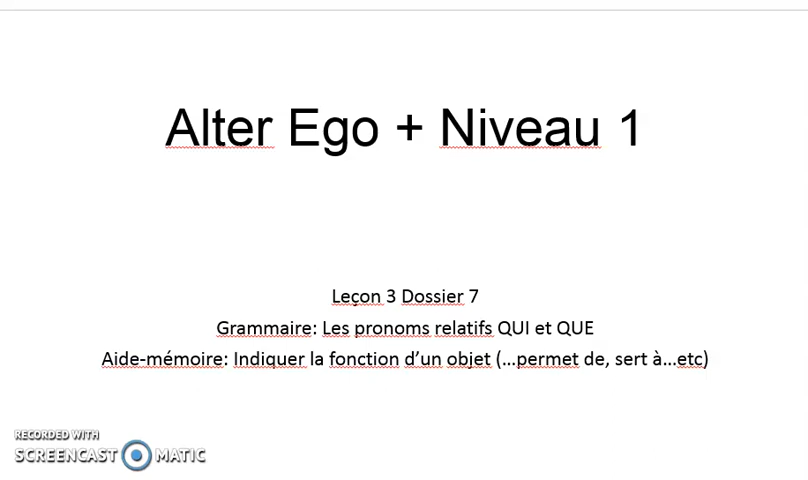 Alter Ego + Niveau 1
Leçon 3 Dossier 7
Grammaire: Les pronoms relatifs QUI et QUE
Aide-mémoire: Indiquer la fonction d'un objet (...permet de, sert à...etc)
RECORDED WITH
SCREENCAST MATIC